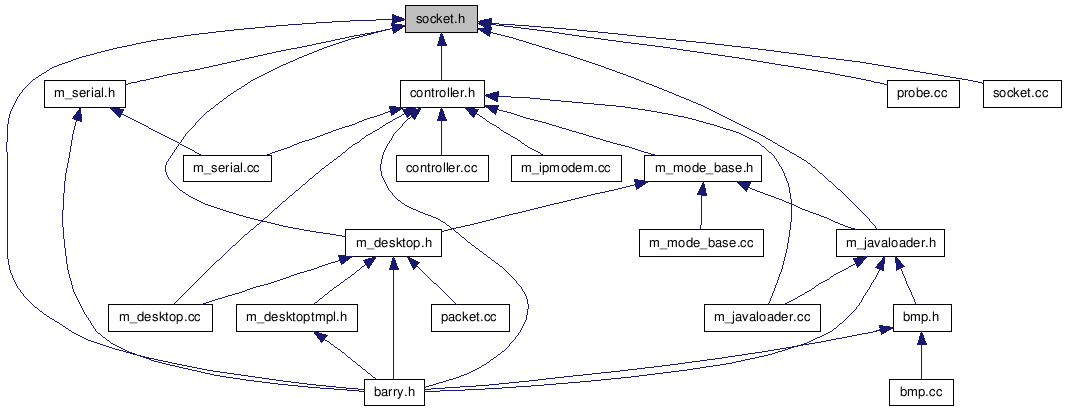 socket.h
m_serial.h
controller.h
probe.cc
socket.cc
m_serial.cc
controller.cc
m_ipmodem.cc
m_mode_base.h
m_desktop.h
m_mode_base.cc
m_javaloader.h
m_desktop.cc
m_desktoptmpl.h
packet.cc
m_javaloader.cc
bmp.h
barry.h
bmp.cc